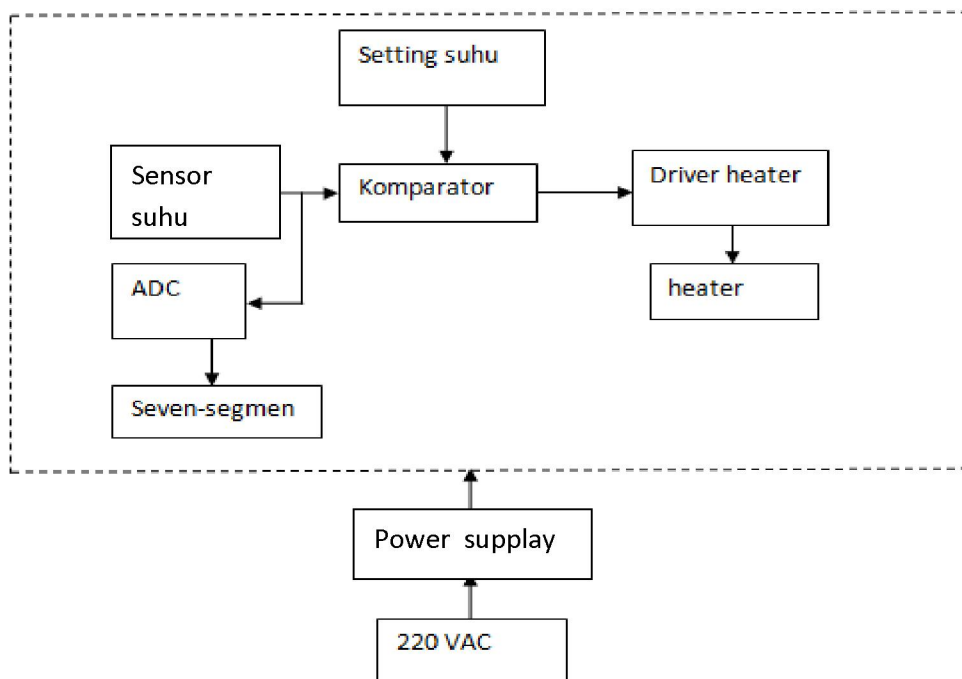 Setting suhu
Sensor
suhu
Komparator
Driver heater
ADC
heater
Seven-segmen
Power supplay
220 VAC